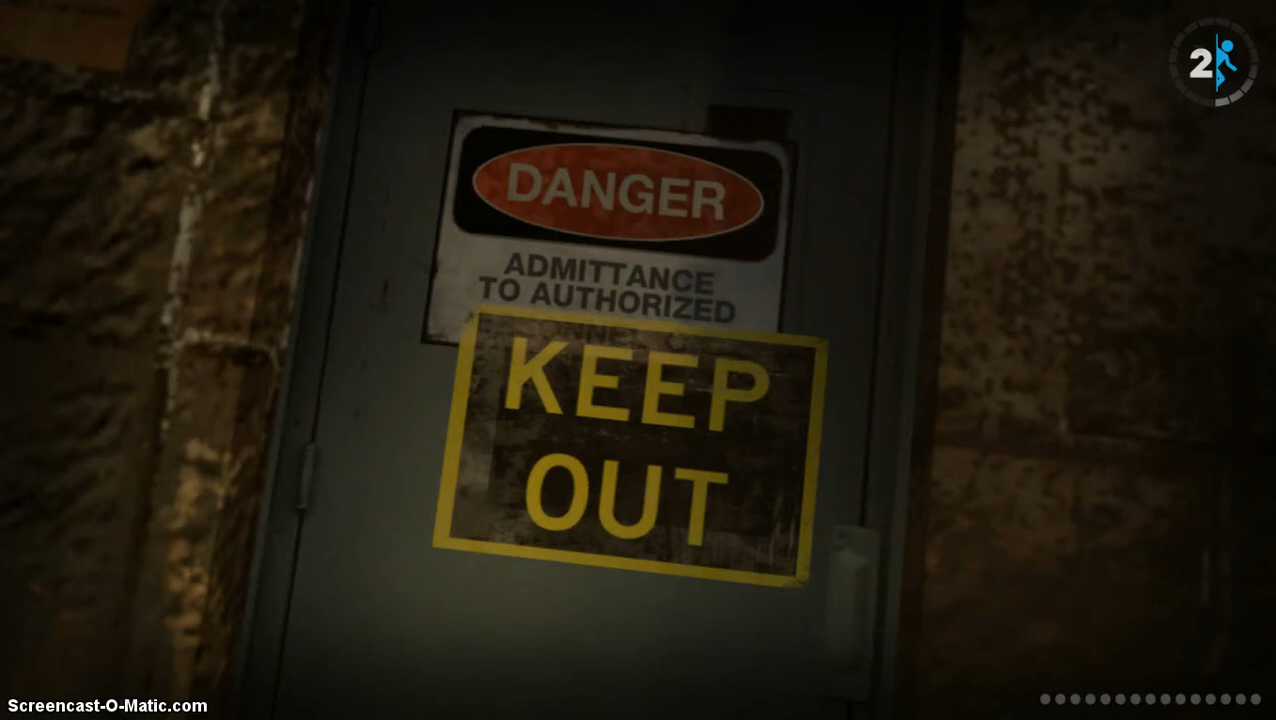 2
DANGER
ADMITTANCE
TO AUTHORIZED
KEEP
OUT
Screencast-O-Matic.com